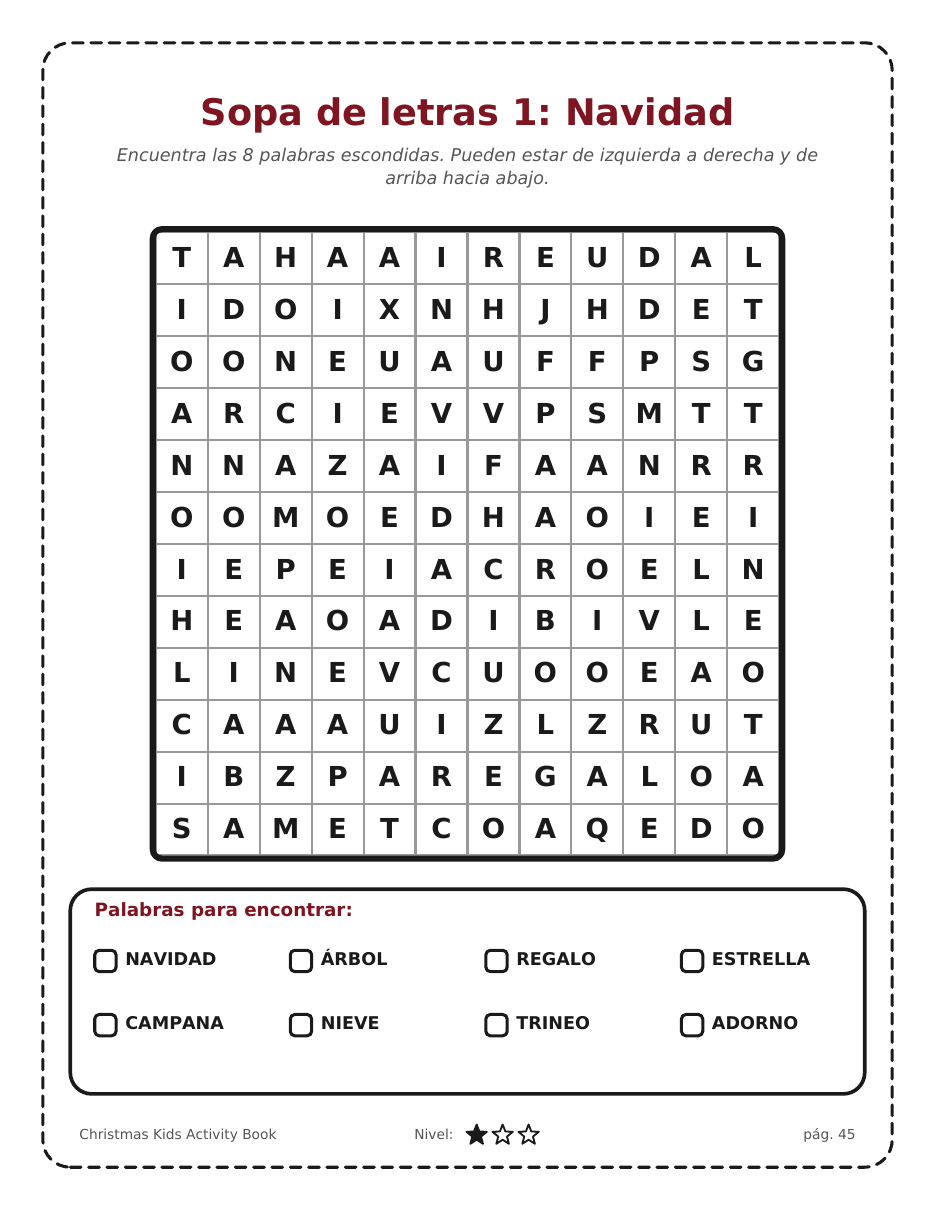 Sopa de letras 1: Navidad
Encuentra las 8 palabras escondidas. Pueden estar de izquierda a derecha y de
arriba hacia abajo.
T A H A A I R E U D A L
I D O I X N H J H D E T
O O N E U A U F F P S G
A R C I E V V P S M T T
N N A Z A I F A A N R R
O O M O E D H A O I E I
I E P E I A C R O E L N
H E A O A D I B I V L E
L I N E V C U O O E A O
C A A A U I Z L Z R U T
I B Z P A R E G A L O A
S A M E T C O A Q E D O
Palabras para encontrar:
NAVIDAD ÁRBOL REGALO ESTRELLA
CAMPANA NIEVE TRINEO ADORNO
Christmas Kids Activity Book Nivel: pág. 45